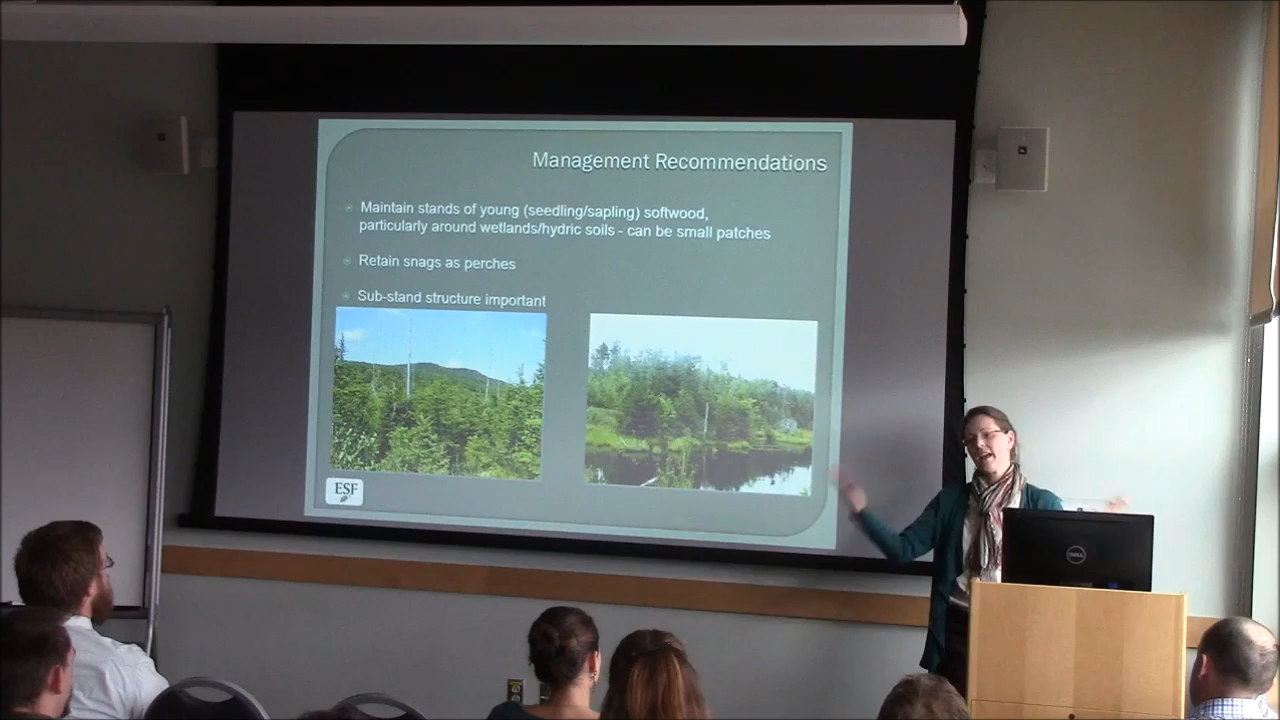 Management Recommendations
Maintain stands of young (seedling/sapling) softwood,
particularly around wetlands/hydric soils - can be small patches
Retain snags as perches
Sub-stand structure important
ESF
DELL